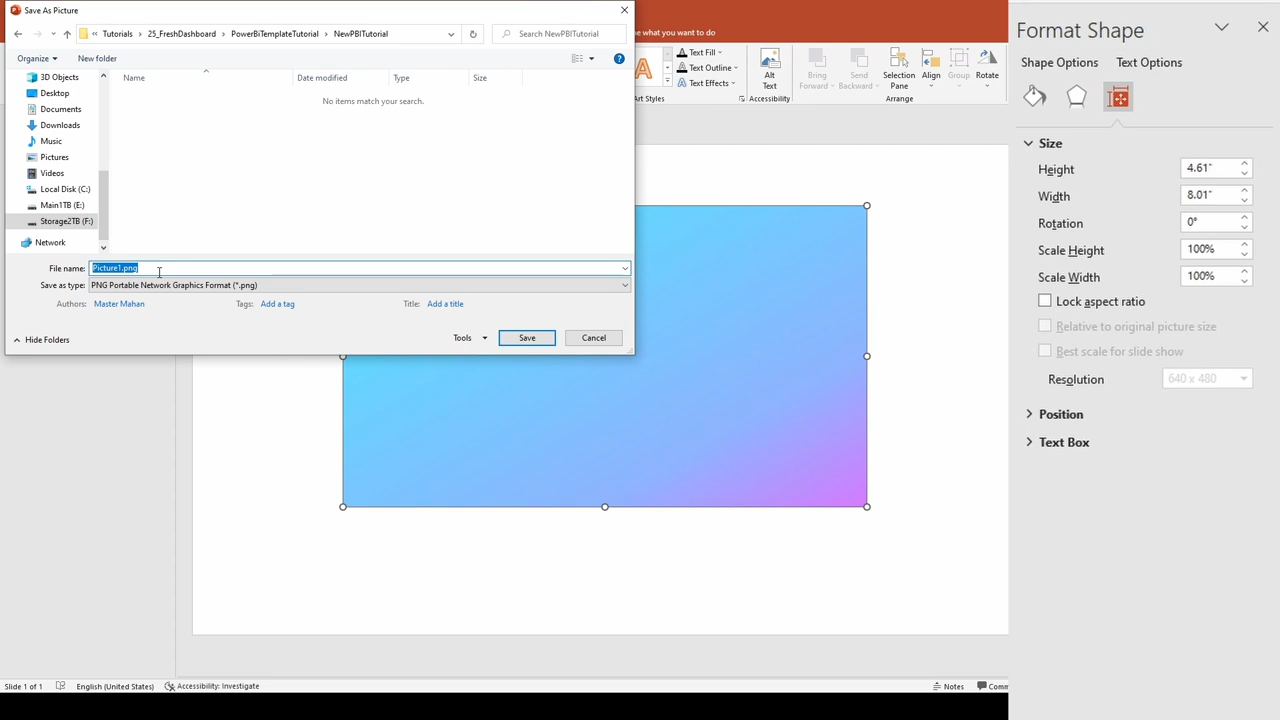 Save As Picture
Tutorials
25_FreshDashboard
PowerBiTemplateTutorial
NewPBITutorial
Search NewPBITutorial
Organize
New folder
3D Objects
Desktop
Documents
Downloads
Music
Pictures
Videos
Local Disk (C:)
Main1TB (E:)
Storage2TB (F:)
Network
Name
Date modified
Type
Size
No items match your search.
File name:
Picture1.png
Save as type:
PNG Portable Network Graphics Format (*.png)
Authors:
Master Mahan
Tags:
Add a tag
Title:
Add a title
Hide Folders
Tools
Save
Cancel
me what you want to do
A
Text Fill
Text Outline
Text Effects
Art Styles
Alt
Text
Accessibility
Bring
Forward
Send
Backward
Selection
Pane
Align
Group
Rotate
Arrange
Format Shape
Shape Options
Text Options
Size
Height
4.61"
Width
8.01"
Rotation
0°
Scale Height
100%
Scale Width
100%
Lock aspect ratio
Relative to original picture size
Best scale for slide show
Resolution
640 x 480
Position
Text Box
Slide 1 of 1
English (United States)
Accessibility: Investigate
Notes
Comm